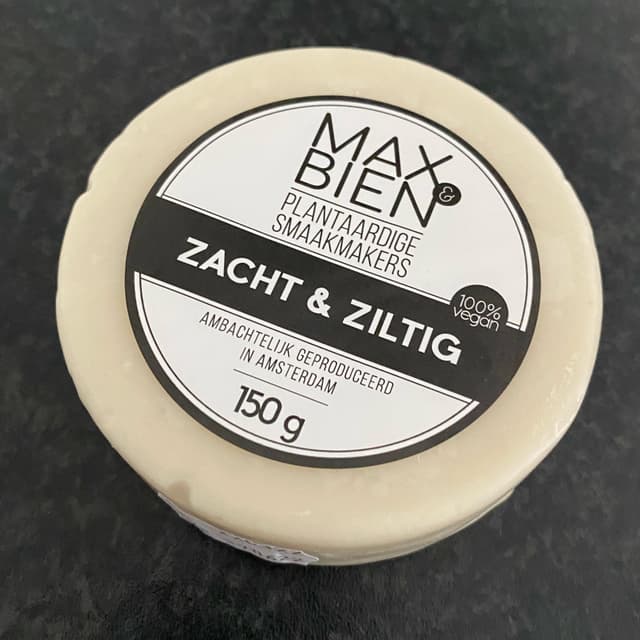 MAX
& BIEN
PLANTAARDIGE
SMAAKMAKERS
ZACHT & ZILTIG
100%
vegan
AMBACHTELIJK GEPRODUCEERD
IN AMSTERDAM
150 g